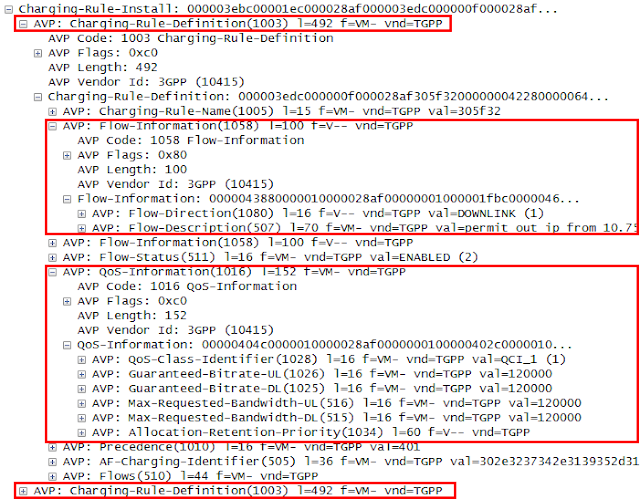 Charging-Rule-Install: 000003ebc00001ec000028af000003edc000000f000028af...
AVP: Charging-Rule-Definition(1003) l=492 f=VM- vnd=TGPP
AVP Code: 1003 Charging-Rule-Definition
AVP Flags: 0xc0
AVP Length: 492
AVP Vendor Id: 3GPP (10415)
Charging-Rule-Definition: 000003edc000000f000028af305f32000000042280000064...
AVP: Charging-Rule-Name(1005) l=15 f=VM- vnd=TGPP val=305f32
AVP: Flow-Information(1058) l=100 f=V-- vnd=TGPP
AVP Code: 1058 Flow-Information
AVP Flags: 0x80
AVP Length: 100
AVP Vendor Id: 3GPP (10415)
Flow-Information: 0000043880000010000028af00000001000001fbc0000046...
AVP: Flow-Direction(1080) l=16 f=V-- vnd=TGPP val=DOWNLINK (1)
AVP: Flow-Description(507) l=70 f=VM- vnd=TGPP val=permit out ip from 10.75
AVP: Flow-Information(1058) l=100 f=V-- vnd=TGPP
AVP: Flow-Status(511) l=16 f=VM- vnd=TGPP val=ENABLED (2)
AVP: QoS-Information(1016) l=152 f=VM- vnd=TGPP
AVP Code: 1016 QoS-Information
AVP Flags: 0xc0
AVP Length: 152
AVP Vendor Id: 3GPP (10415)
QoS-Information: 00000404c0000010000028af0000000100000402c0000010...
AVP: QoS-Class-Identifier(1028) l=16 f=VM- vnd=TGPP val=QCI_1 (1)
AVP: Guaranteed-Bitrate-UL(1026) l=16 f=VM- vnd=TGPP val=120000
AVP: Guaranteed-Bitrate-DL(1025) l=16 f=VM- vnd=TGPP val=120000
AVP: Max-Requested-Bandwidth-UL(516) l=16 f=VM- vnd=TGPP val=120000
AVP: Max-Requested-Bandwidth-DL(515) l=16 f=VM- vnd=TGPP val=120000
AVP: Allocation-Retention-Priority(1034) l=60 f=V-- vnd=TGPP
AVP: Precedence(1010) l=16 f=VM- vnd=TGPP val=401
AVP: AF-Charging-Identifier(505) l=36 f=VM- vnd=TGPP val=302e3237342e3139352d31
AVP: Flows(510) l=44 f=VM- vnd=TGPP
AVP: Charging-Rule-Definition(1003) l=492 f=VM- vnd=TGPP